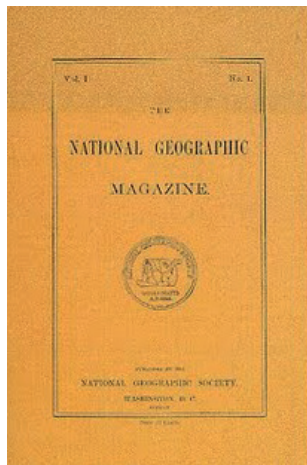 Vol. I No. 1.
THE
NATIONAL GEOGRAPHIC
MAGAZINE.
PUBLISHED BY THE
NATIONAL GEOGRAPHIC SOCIETY.
WASHINGTON, D. C.